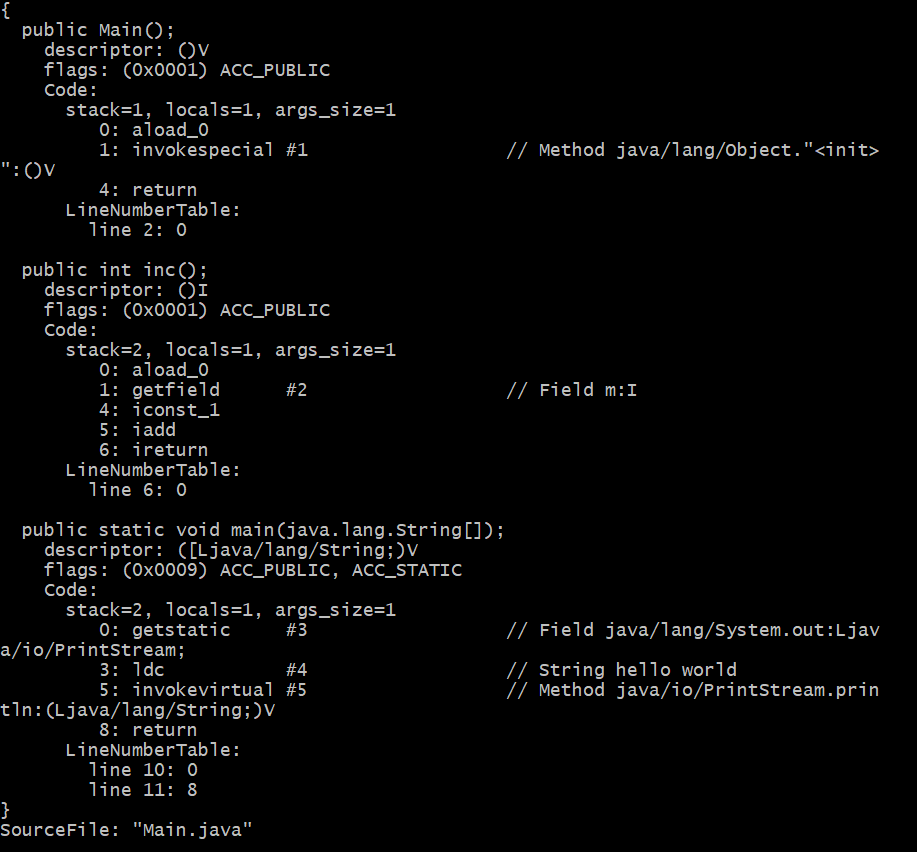 {
  public Main();
    descriptor: ()V
    flags: (0x0001) ACC_PUBLIC
    Code:
      stack=1, locals=1, args_size=1
         0: aload_0
         1: invokespecial #1                  // Method java/lang/Object."<init>
":()V
         4: return
      LineNumberTable:
        line 2: 0

  public int inc();
    descriptor: ()I
    flags: (0x0001) ACC_PUBLIC
    Code:
      stack=2, locals=1, args_size=1
         0: aload_0
         1: getfield      #2                  // Field m:I
         4: iconst_1
         5: iadd
         6: ireturn
      LineNumberTable:
        line 6: 0

  public static void main(java.lang.String[]);
    descriptor: ([Ljava/lang/String;)V
    flags: (0x0009) ACC_PUBLIC, ACC_STATIC
    Code:
      stack=2, locals=1, args_size=1
         0: getstatic     #3                  // Field java/lang/System.out:Ljav
a/io/PrintStream;
         3: ldc           #4                  // String hello world
         5: invokevirtual #5                  // Method java/io/PrintStream.prin
tln:(Ljava/lang/String;)V
         8: return
      LineNumberTable:
        line 10: 0
        line 11: 8
}
SourceFile: "Main.java"